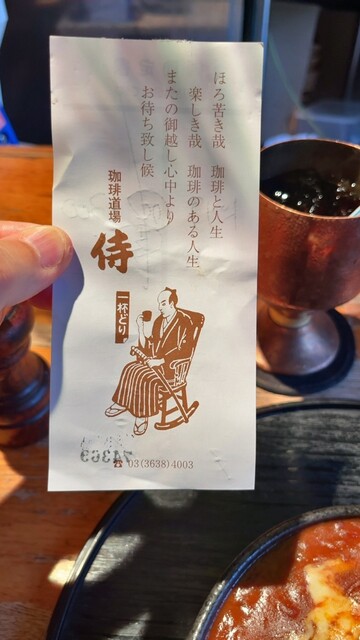 ほろ苦き哉　珈琲と人生
楽しき哉　珈琲のある人生
またの御越し心中より
お待ち致し候
珈琲道場
侍
一杯どり
☎ 03(3638)4003